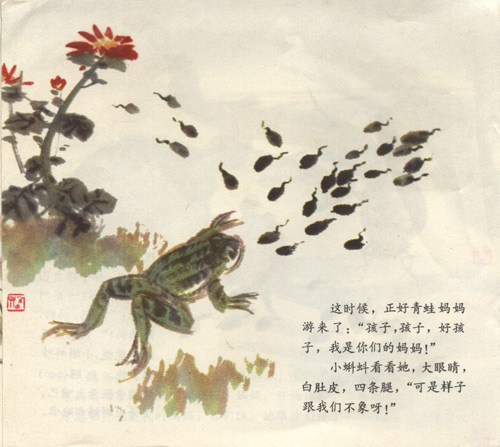 这时候，正好青蛙妈妈
游来了：“孩子，孩子，好孩
子，我是你们的妈妈！”
小蝌蚪看看她，大眼睛，
白肚皮，四条腿，“可是样子
跟我们不象呀！”